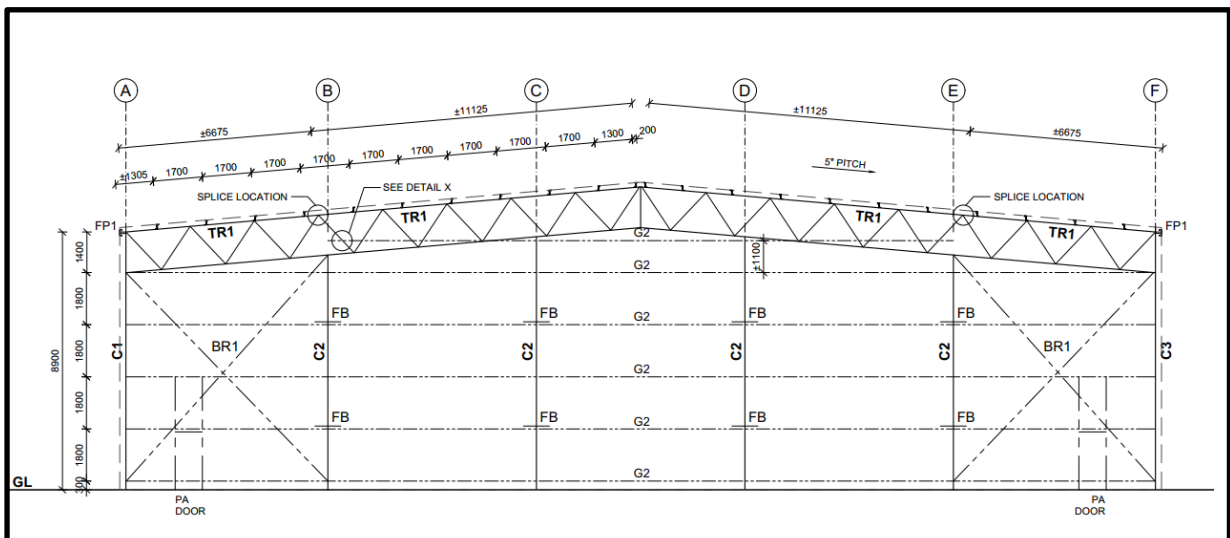 A B C D E F
±11125 ±11125
±6675 ±6675
1700 1700 1700 1700 1700 1700 1700 1700 1300 200
±1305
5° PITCH
SEE DETAIL X
SPLICE LOCATION SPLICE LOCATION
TR1 TR1
FP1 TR1 TR1 FP1
G2
1400 ±1100
G2
1800
FB FB FB FB
G2
8900 1800 C1 BR1 C2 C2 C2 C2 BR1 C3
G2
1800
FB FB FB FB
G2
1800
G2
300
GL
PA PA
DOOR DOOR